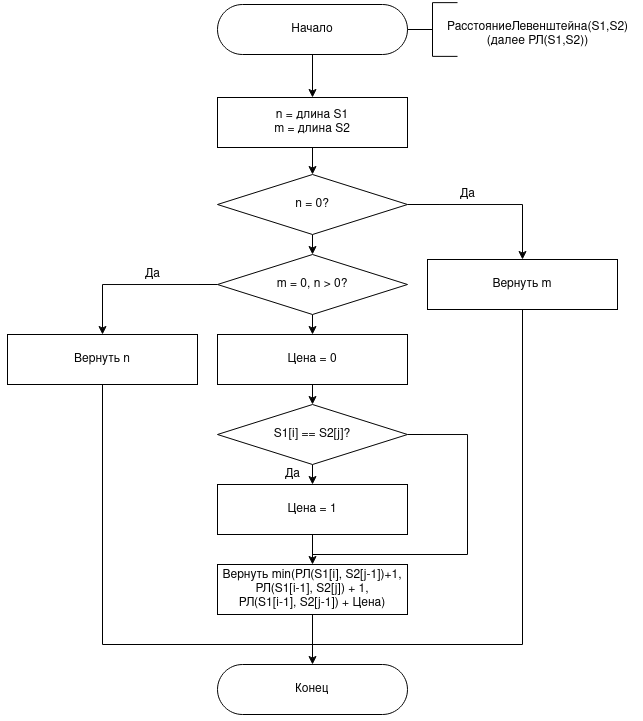 Начало
РасстояниеЛевенштейна(S1,S2)
(далее РЛ(S1,S2))
n = длина S1
m = длина S2
n = 0?
Да
m = 0, n > 0?
Да
Вернуть m
Вернуть n
Цена = 0
S1[i] == S2[j]?
Да
Цена = 1
Вернуть min(РЛ(S1[i], S2[j-1])+1,
РЛ(S1[i-1], S2[j]) + 1,
РЛ(S1[i-1], S2[j-1]) + Цена)
Конец